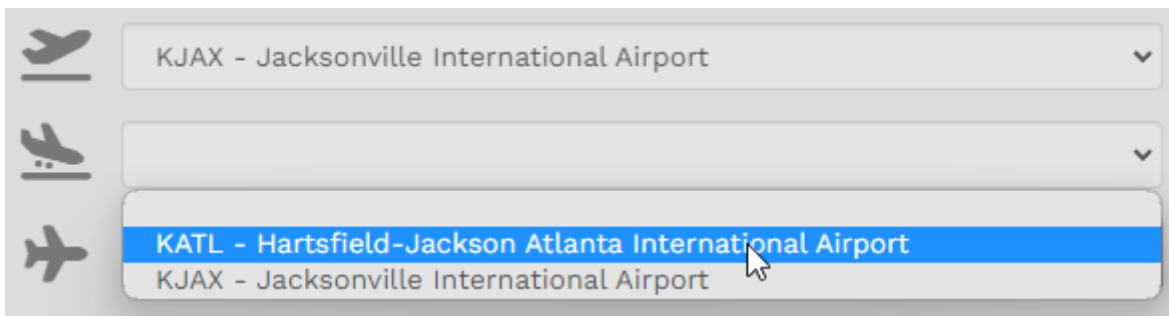 KJAX - Jacksonville International Airport
KATL - Hartsfield-Jackson Atlanta International Airport
KJAX - Jacksonville International Airport